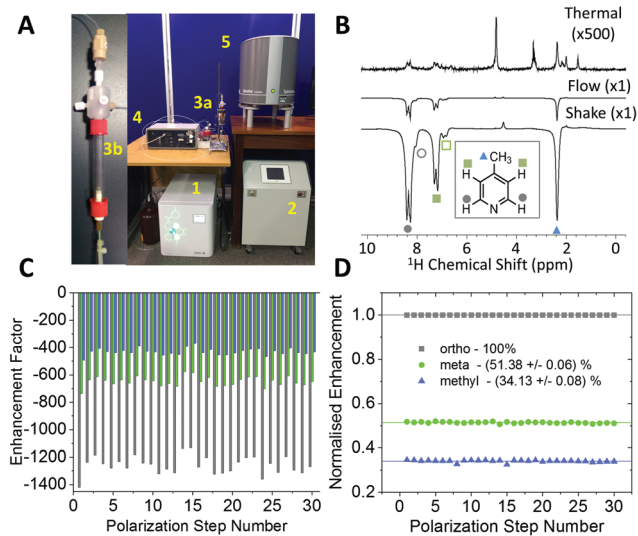 A
B
3b
5
3a
4
1
2
Thermal
(x500)
Flow (x1)
Shake (x1)
CH3
H
H
H
N
H
10
8
6
4
2
0
1H Chemical Shift (ppm)
C
D
Enhancement Factor
0
-200
-400
-600
-800
-1000
-1200
-1400
0
5
10
15
20
25
30
Polarization Step Number
Normalised Enhancement
1.0
0.8
0.6
0.4
0.2
ortho - 100%
meta - (51.38 +/- 0.06) %
methyl - (34.13 +/- 0.08) %
0
5
10
15
20
25
30
Polarization Step Number